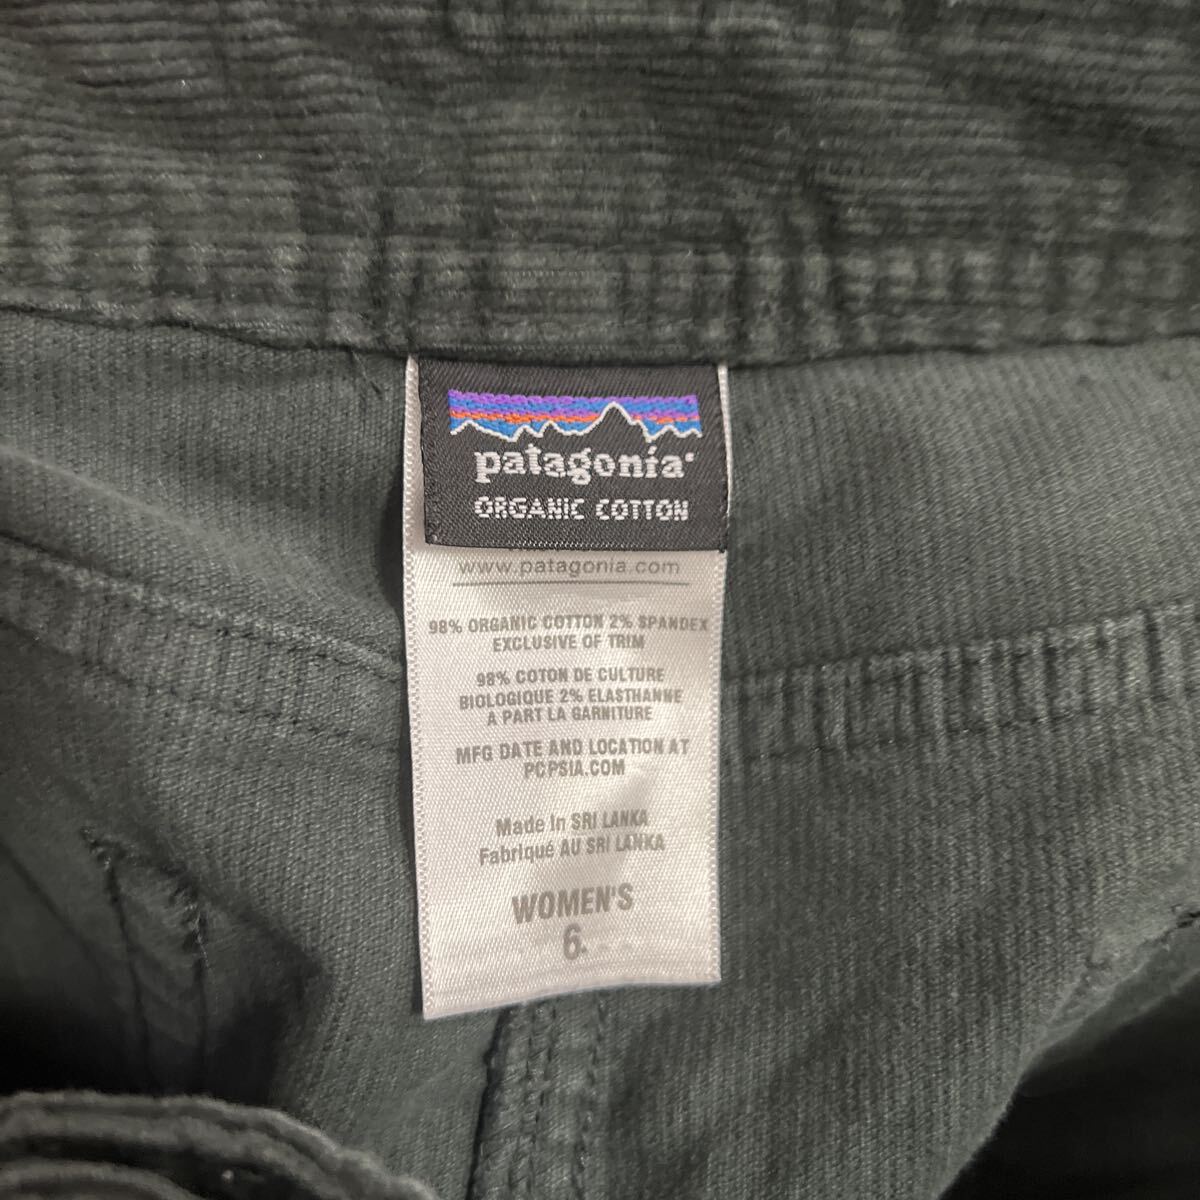 patagonia®
ORGANIC COTTON
www.patagonia.com
98% ORGANIC COTTON 2% SPANDEX
EXCLUSIVE OF TRIM
98% COTON DE CULTURE
BIOLOGIQUE 2% ELASTHANNE
A PART LA GARNITURE
MFG DATE AND LOCATION AT
PCPSIA.COM
Made In SRI LANKA
Fabriqué AU SRI LANKA
WOMEN'S
6